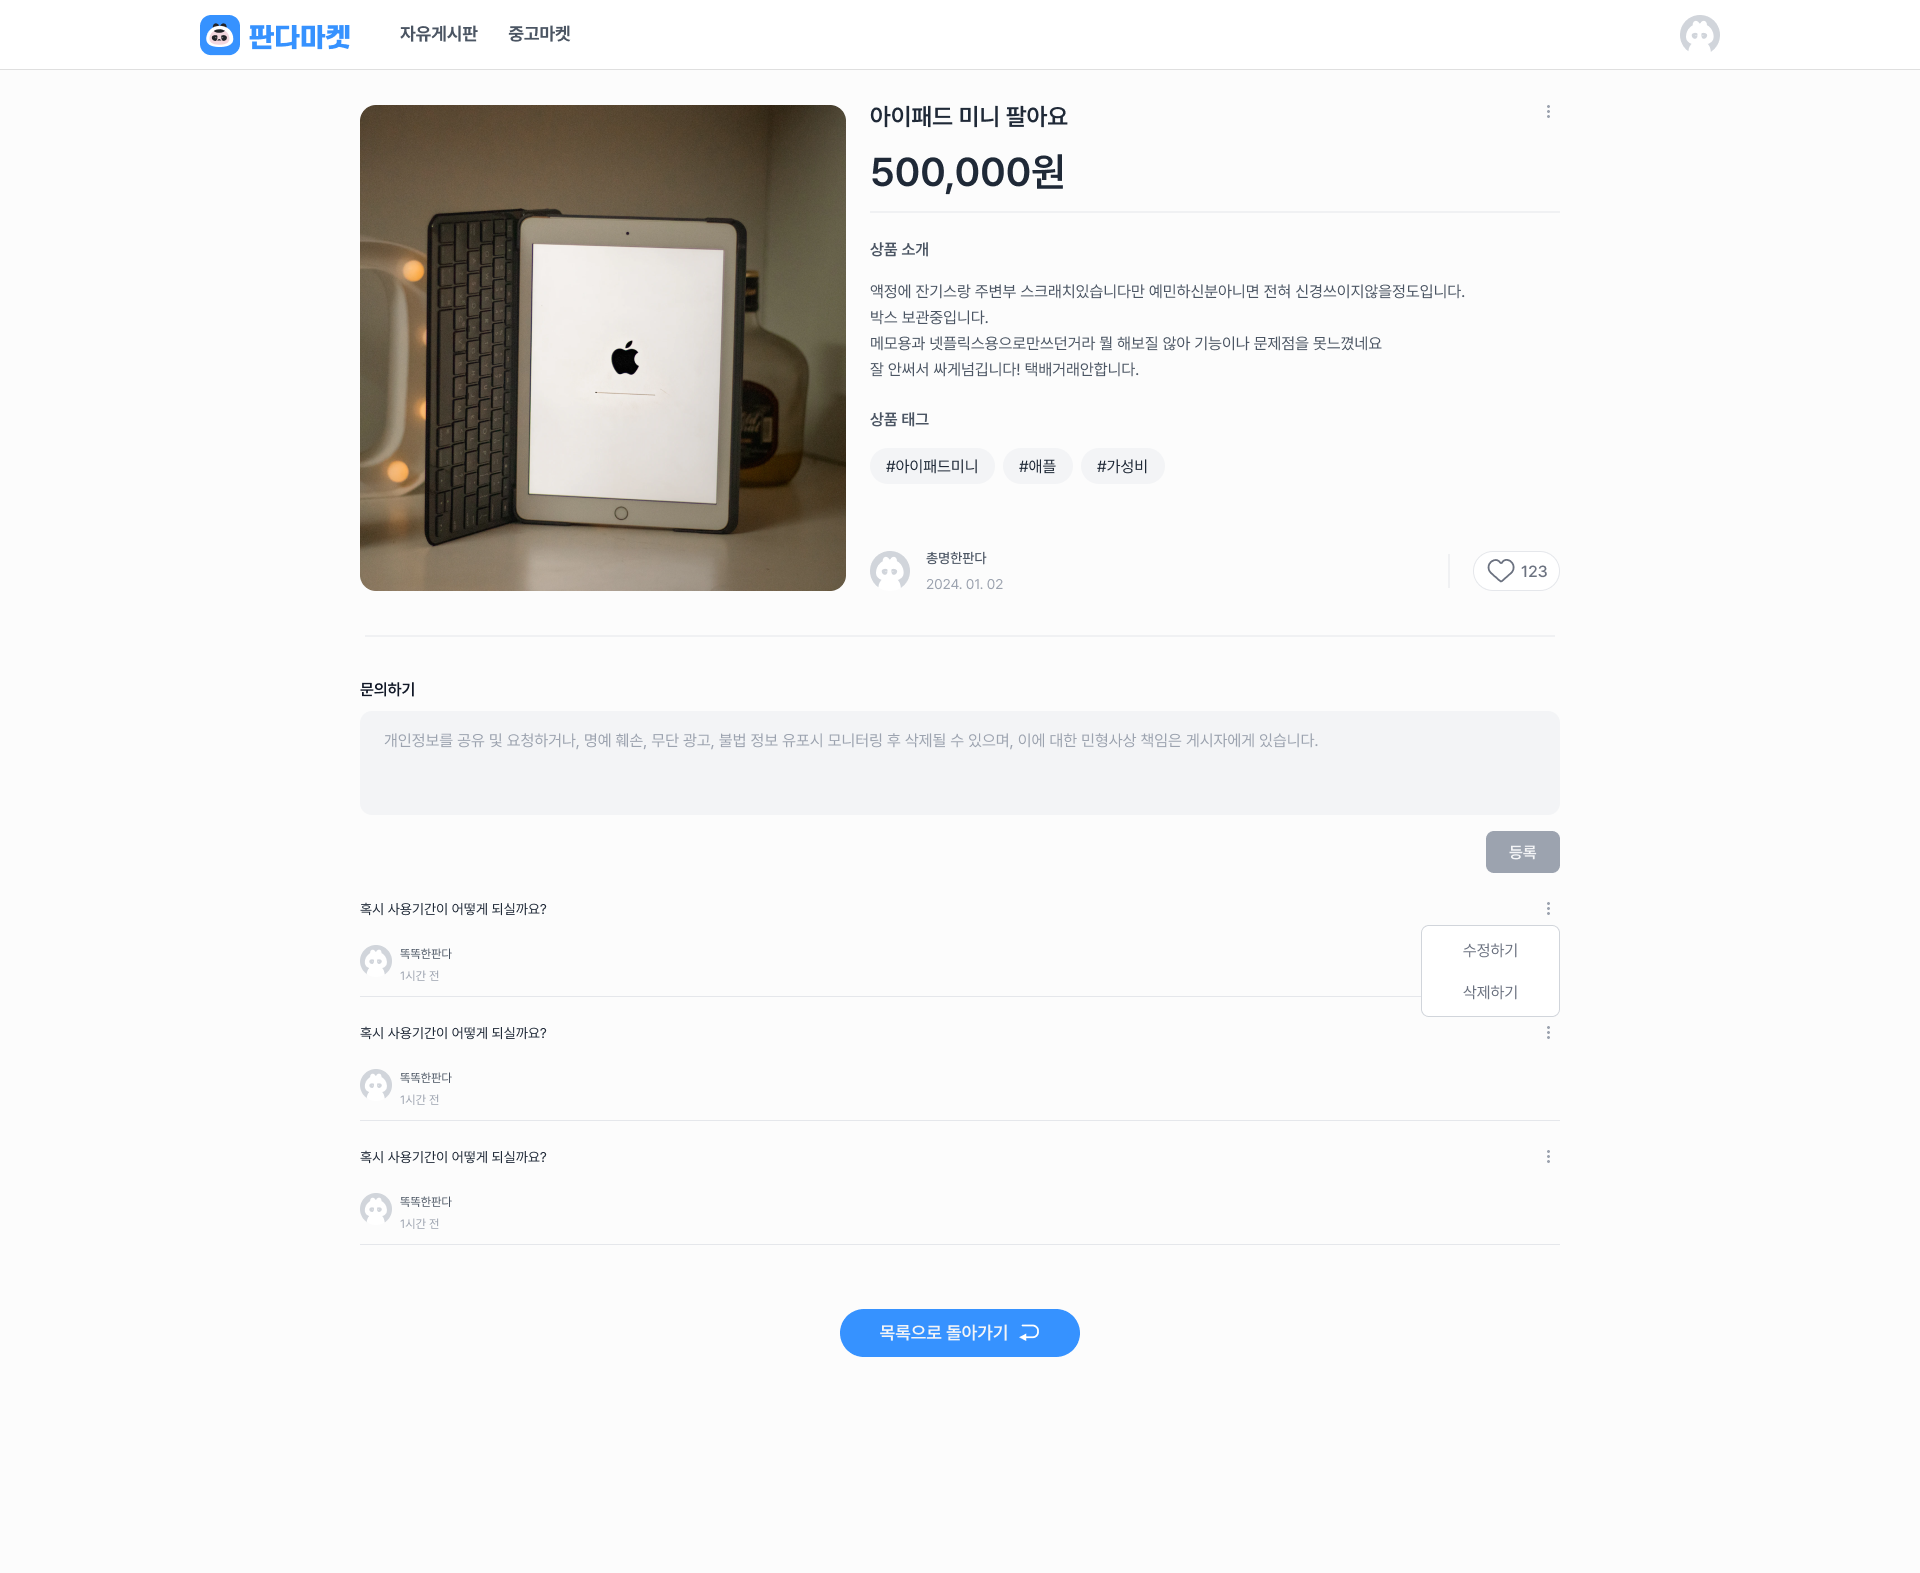 판다마켓
자유게시판
중고마켓
아이패드 미니 팔아요
500,000원
상품 소개
액정에 잔기스랑 주변부 스크래치있습니다만 예민하신분아니면 전혀 신경쓰이지않을정도입니다.
박스 보관중입니다.
메모용과 넷플릭스용으로만쓰던거라 뭘 해보질 않아 기능이나 문제점을 못느꼈네요
잘 안써서 싸게넘깁니다! 택배거래안합니다.
상품 태그
#아이패드미니
#애플
#가성비
총명한판다
2024. 01. 02
123
문의하기
개인정보를 공유 및 요청하거나, 명예 훼손, 무단 광고, 불법 정보 유포시 모니터링 후 삭제될 수 있으며, 이에 대한 민형사상 책임은 게시자에게 있습니다.
등록
혹시 사용기간이 어떻게 되실까요?
똑똑한판다
1시간 전
수정하기
삭제하기
혹시 사용기간이 어떻게 되실까요?
똑똑한판다
1시간 전
혹시 사용기간이 어떻게 되실까요?
똑똑한판다
1시간 전
목록으로 돌아가기